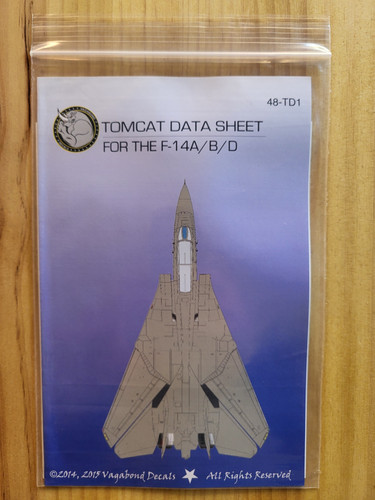 48-TD1
TOMCAT DATA SHEET
FOR THE F-14A/B/D
©2014, 2015 Vagabond Decals ★ All Rights Reserved